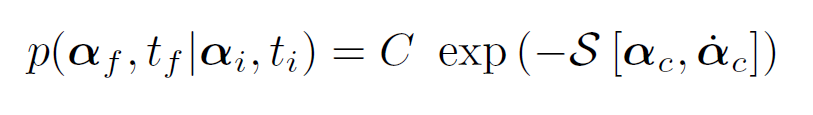 p(𝜶_f, t_f|𝜶_i, t_i) = C exp (−𝒮 [𝜶_c, 𝜶̇_c])